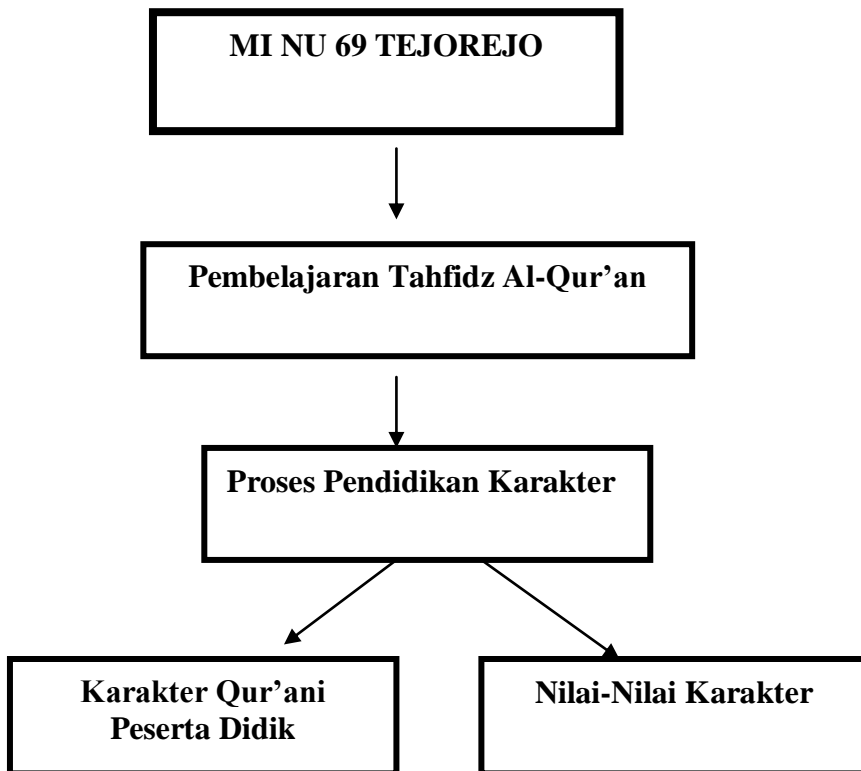 MI NU 69 TEJOREJO
Pembelajaran Tahfidz Al-Qur’an
Proses Pendidikan Karakter
Karakter Qur’ani
Peserta Didik
Nilai-Nilai Karakter